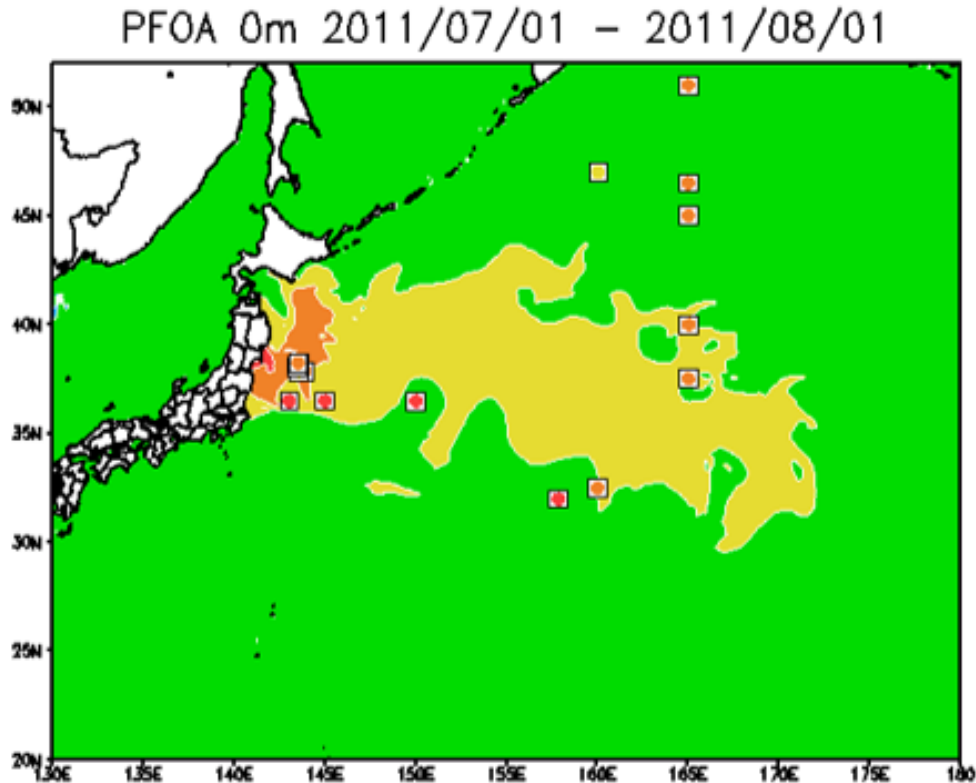 PFOA 0m 2011/07/01 – 2011/08/01
50N
45N
40N
35N
30N
25N
20N
130E 135E 140E 145E 150E 155E 160E 165E 170E 175E 180